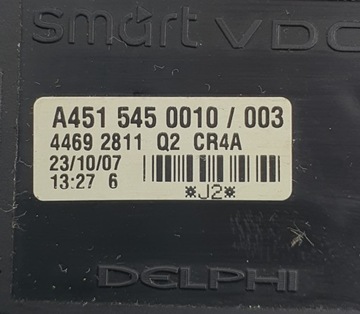 smart VDO
A451 545 0010 / 003
4469 2811 Q2 CR4A
23/10/07
13:27 6
*J2*
DELPHI